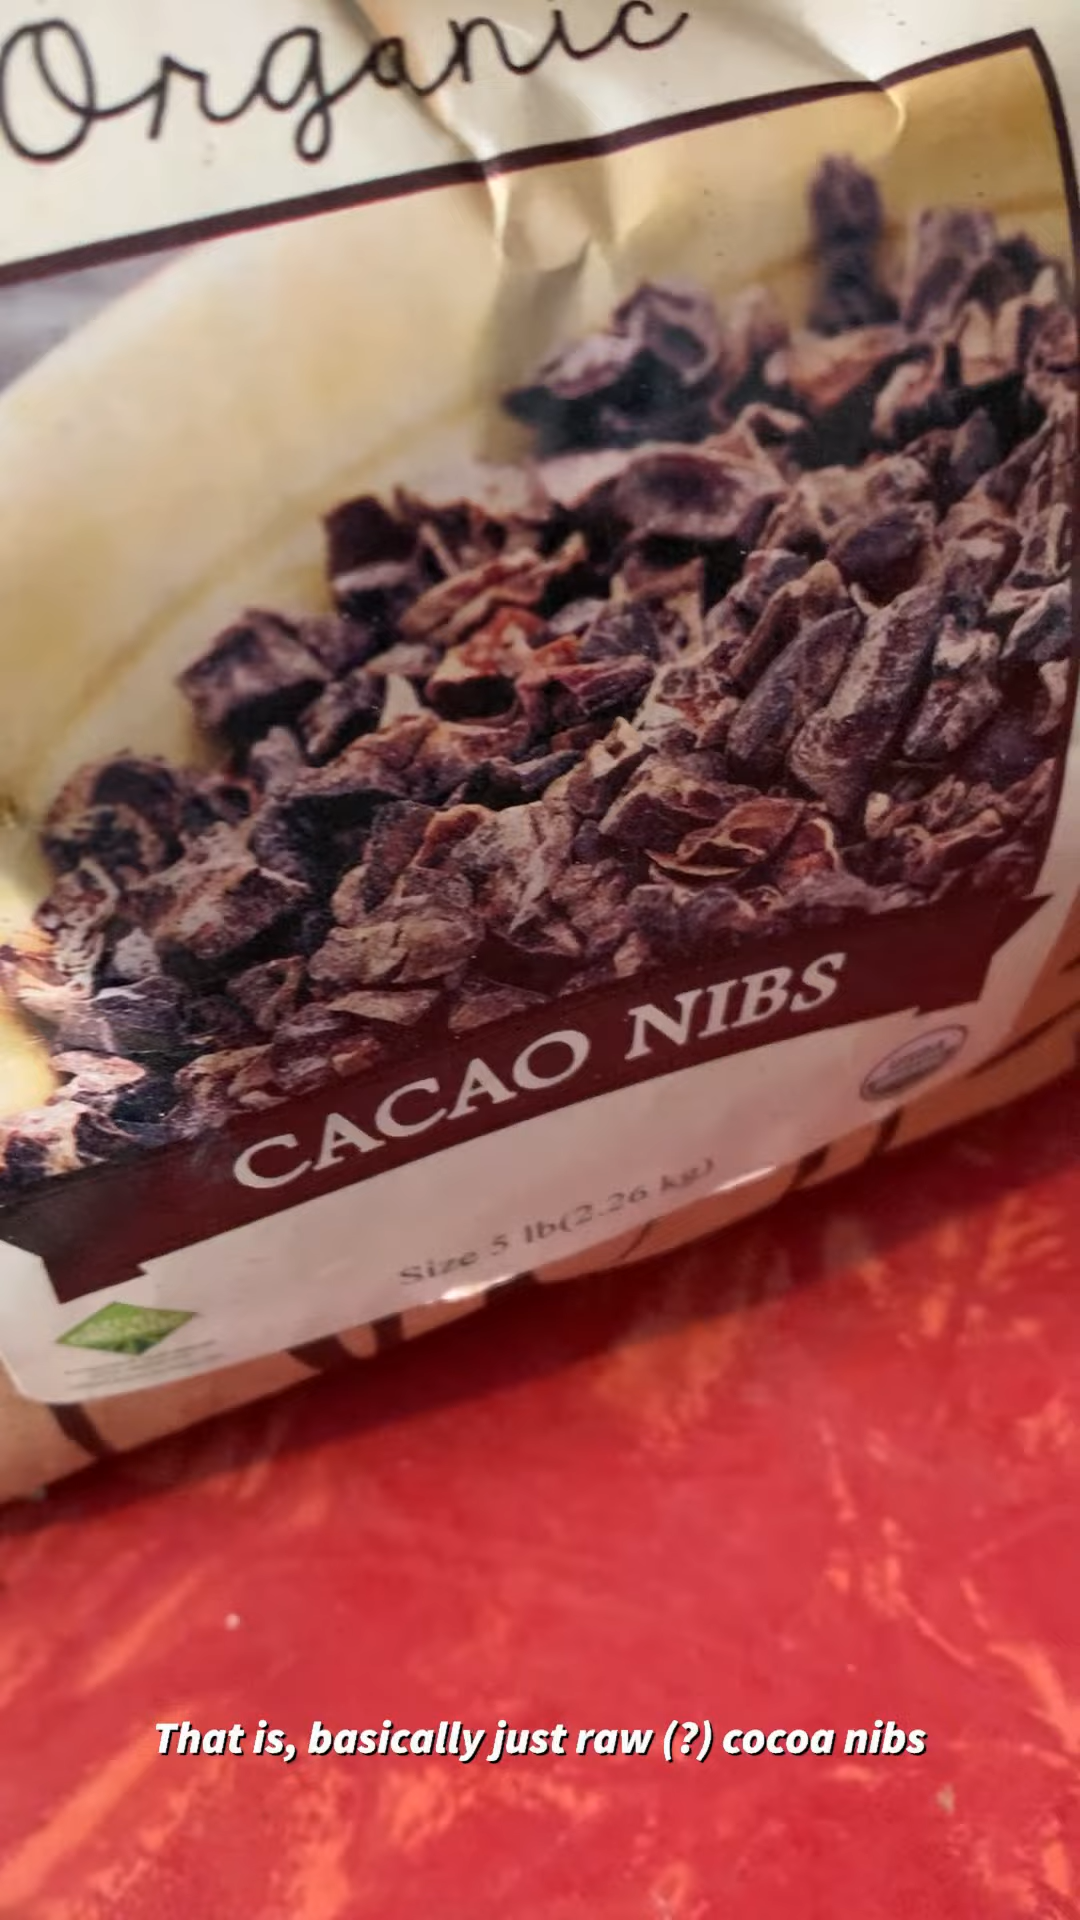 Organic
CACAO NIBS
Size 5 lb(2.26 kg)
That is, basically just raw (?) cocoa nibs